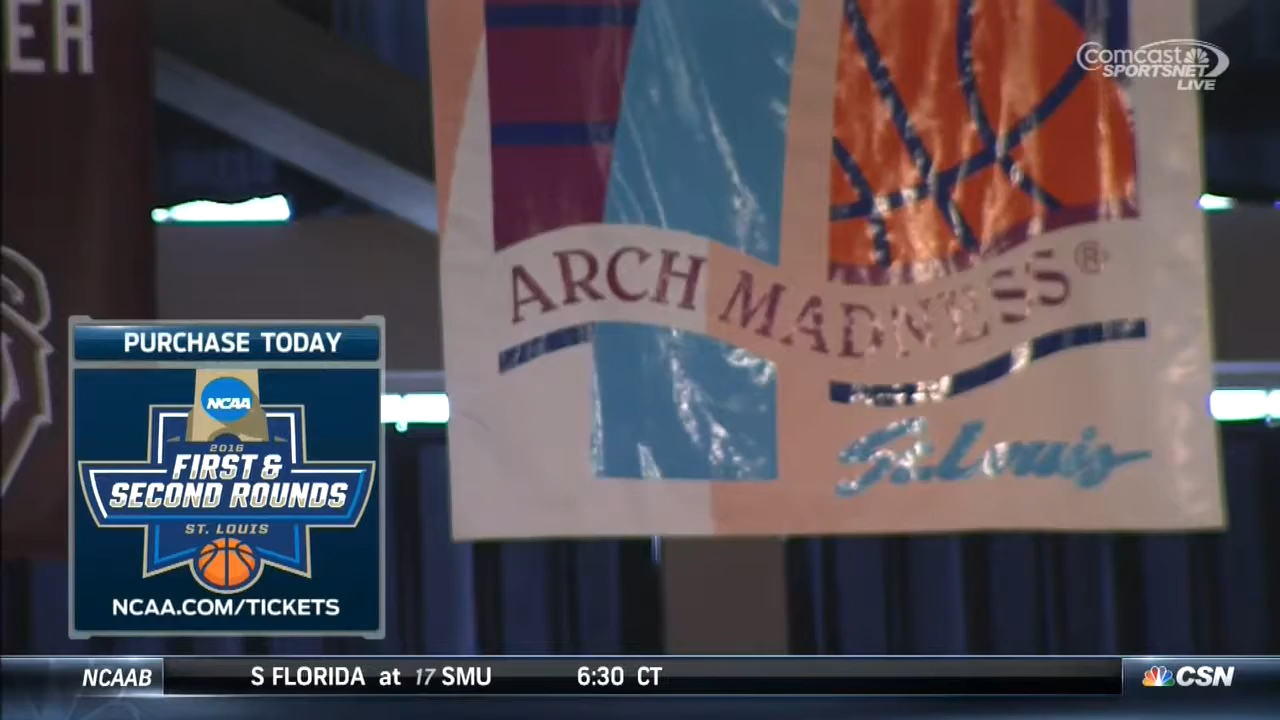 ER
Comcast
SPORTSNET
LIVE
ARCH MADNESS®
St. Louis
PURCHASE TODAY
NCAA
2016
FIRST &
SECOND ROUNDS
ST. LOUIS
NCAA.COM/TICKETS
NCAAB S FLORIDA at 17 SMU 6:30 CT CSN